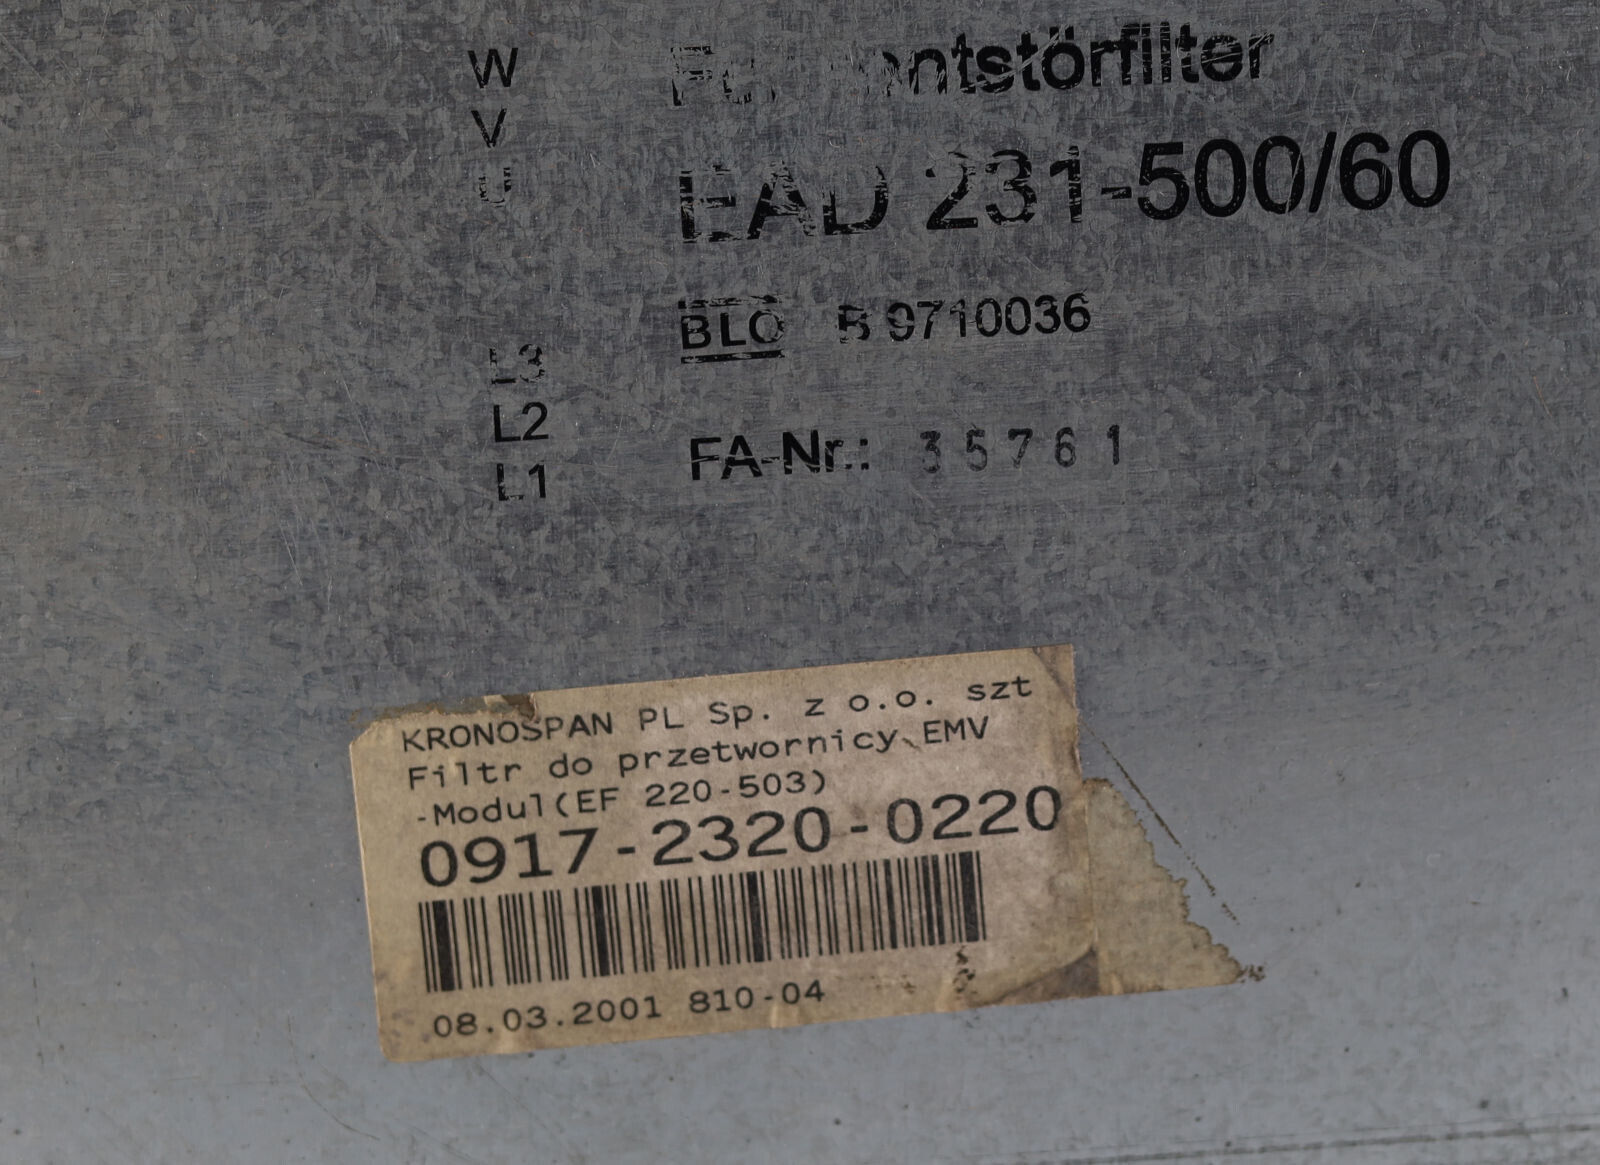 W
V
U
Funkentstörfilter
EAD 231-500/60
BLO B 9710036
L3
L2
L1
FA-Nr.: 35761
KRONOSPAN PL Sp. z o.o. szt
Filtr do przetwornicy EMV
-Modul(EF 220-503)
0917-2320-0220
08.03.2001 810-04